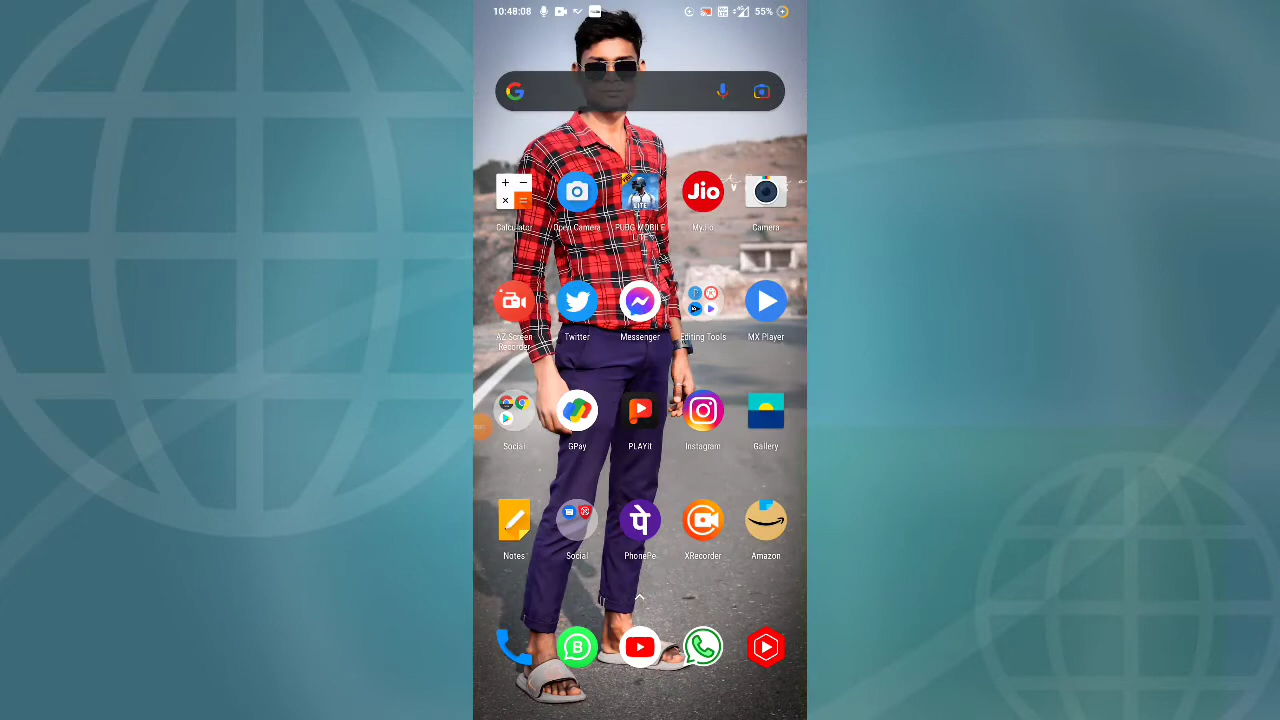 10:48:08
55%
Jio
LITE
Calculator
Open Camera
PUBG MOBILE
MyJio
Camera
AZ Screen
Recorder
Twitter
Messenger
Editing Tools
MX Player
Social
GPay
PLAYit
Instagram
Gallery
पे
Notes
Social
PhonePe
XRecorder
Amazon
B